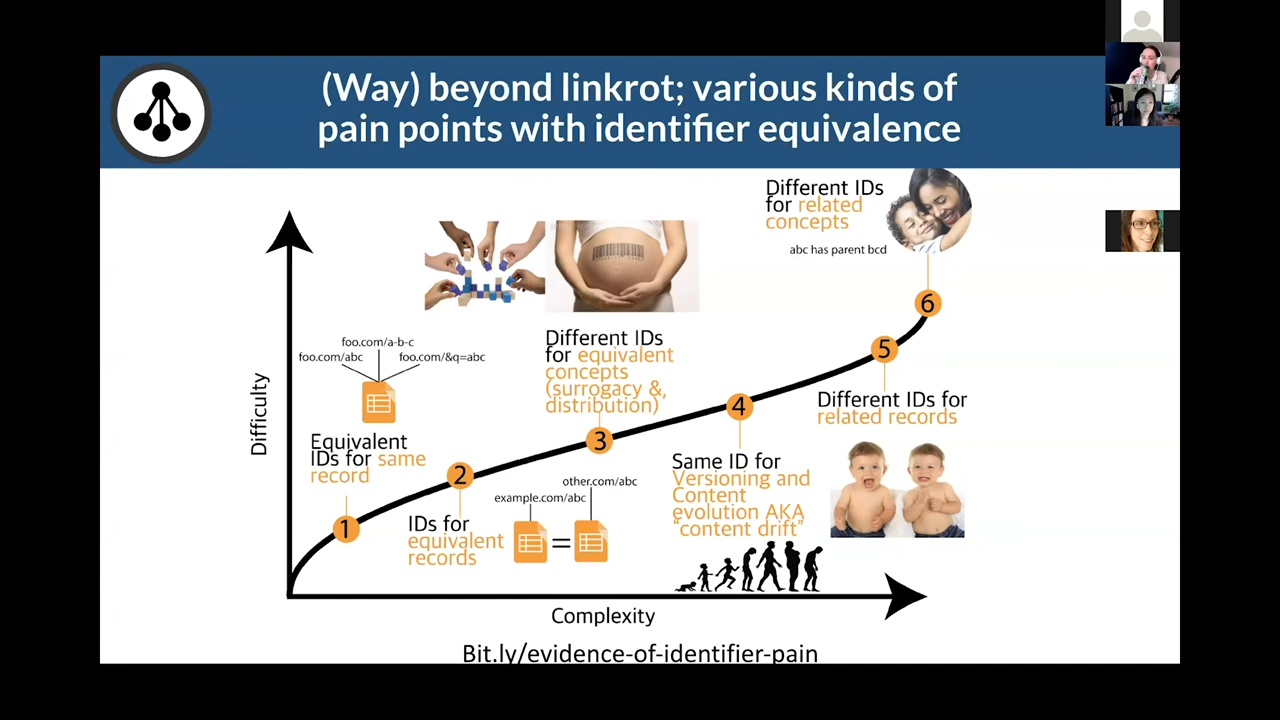 (Way) beyond linkrot; various kinds of
pain points with identifier equivalence
Different IDs
for related
concepts
abc has parent bcd
6
5
Different IDs for
related records
Different IDs
for equivalent
concepts
(surrogacy &,
distribution)
3
4
Same ID for
Versioning and
Content
evolution AKA
“content drift”
foo.com/a-b-c
foo.com/abc
foo.com/&q=abc
Equivalent
IDs for same
record
1
2
IDs for
equivalent
records
other.com/abc
example.com/abc
=
Difficulty
Complexity
Bit.ly/evidence-of-identifier-pain